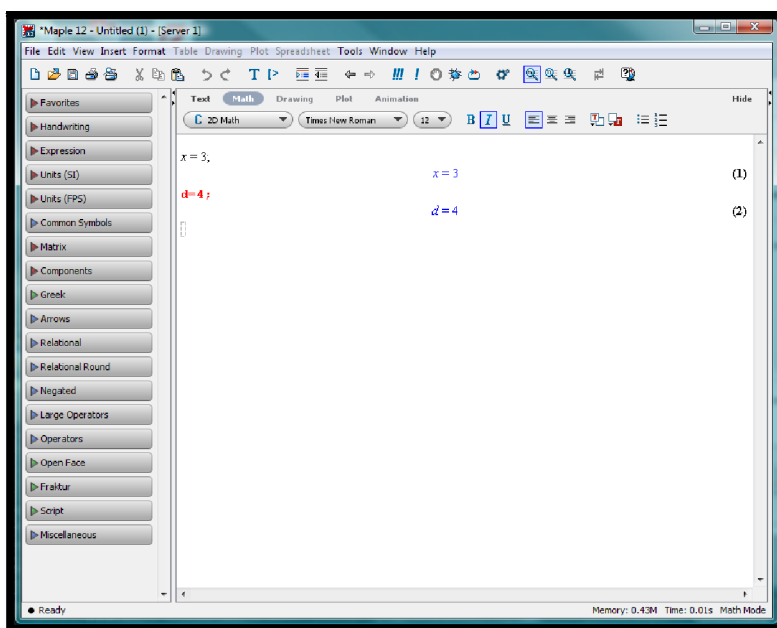 *Maple 12 - Untitled (1) - [Server 1]
File Edit View Insert Format Table Drawing Plot Spreadsheet Tools Window Help
Text Math Drawing Plot Animation Hide
C 2D Math Times New Roman 12 B I U
Favorites
Handwriting
Expression
Units (SI)
Units (FPS)
Common Symbols
Matrix
Components
Greek
Arrows
Relational
Relational Round
Negated
Large Operators
Operators
Open Face
Fraktur
Script
Miscellaneous
x = 3,
x = 3 (1)
d=4;
d = 4 (2)
Ready Memory: 0.43M Time: 0.01s Math Mode